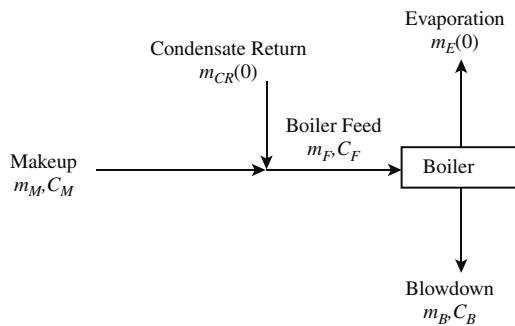 Evaporation
m_E(0)
Condensate Return
m_CR(0)
Boiler Feed
m_F,C_F
Boiler
Makeup
m_M,C_M
Blowdown
m_B,C_B